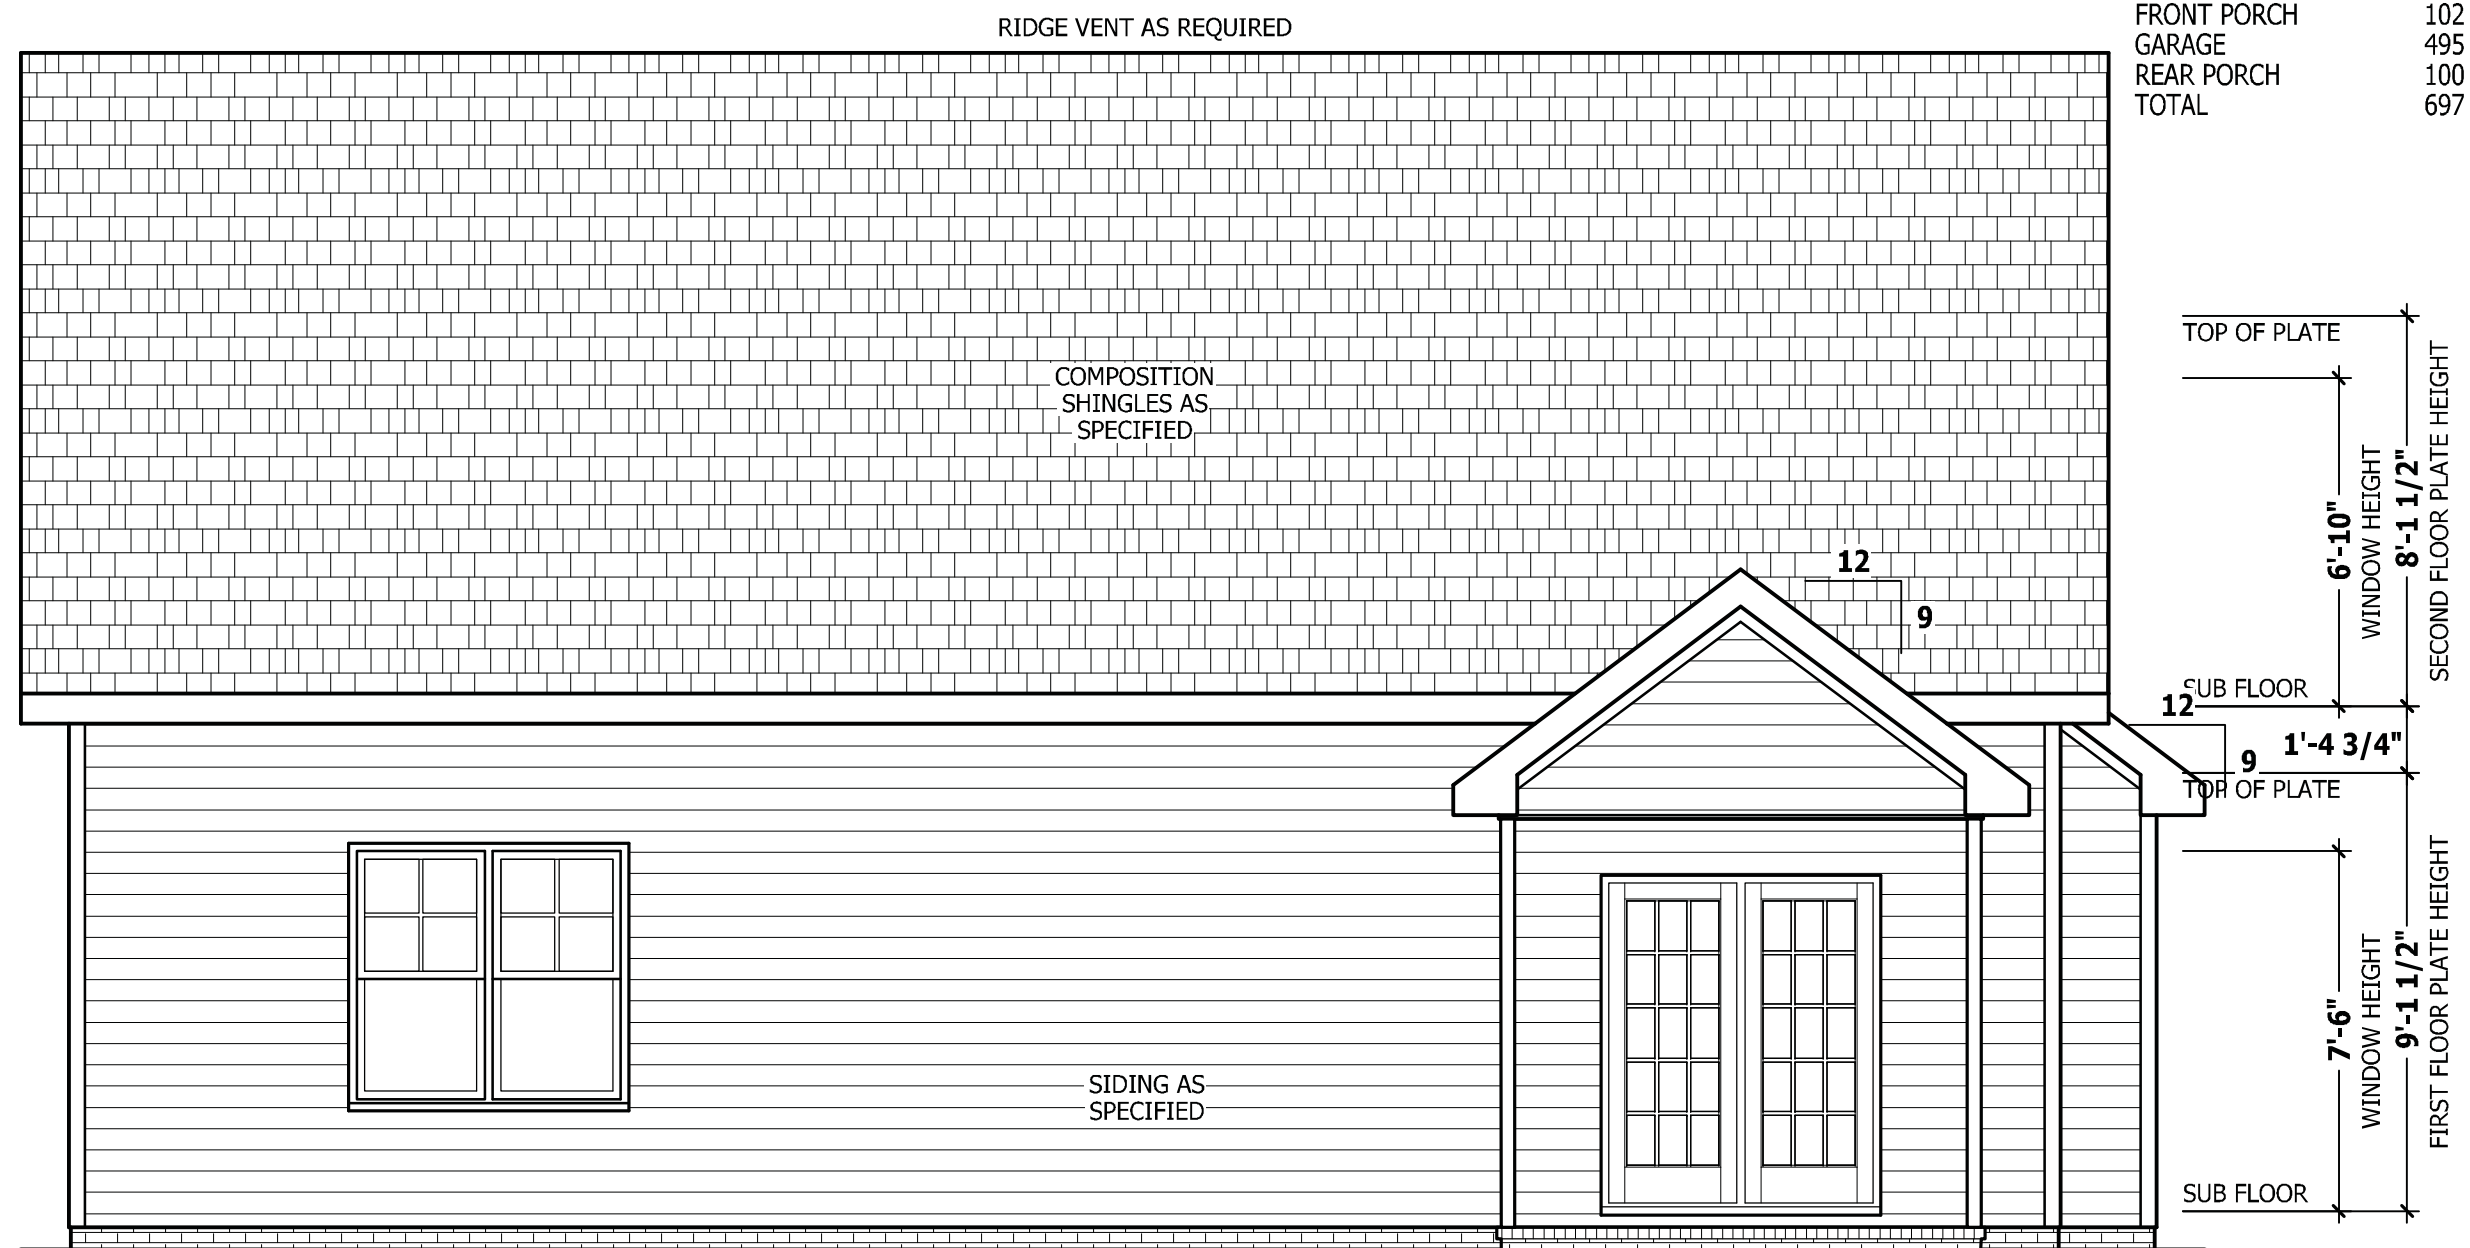 RIDGE VENT AS REQUIRED
FRONT PORCH 102
GARAGE 495
REAR PORCH 100
TOTAL 697
TOP OF PLATE
COMPOSITION
SHINGLES AS
SPECIFIED
6'-10"
WINDOW HEIGHT
8'-1 1/2"
SECOND FLOOR PLATE HEIGHT
12
9
SUB FLOOR
12
9
1'-4 3/4"
TOP OF PLATE
7'-6"
WINDOW HEIGHT
9'-1 1/2"
FIRST FLOOR PLATE HEIGHT
SIDING AS
SPECIFIED
SUB FLOOR